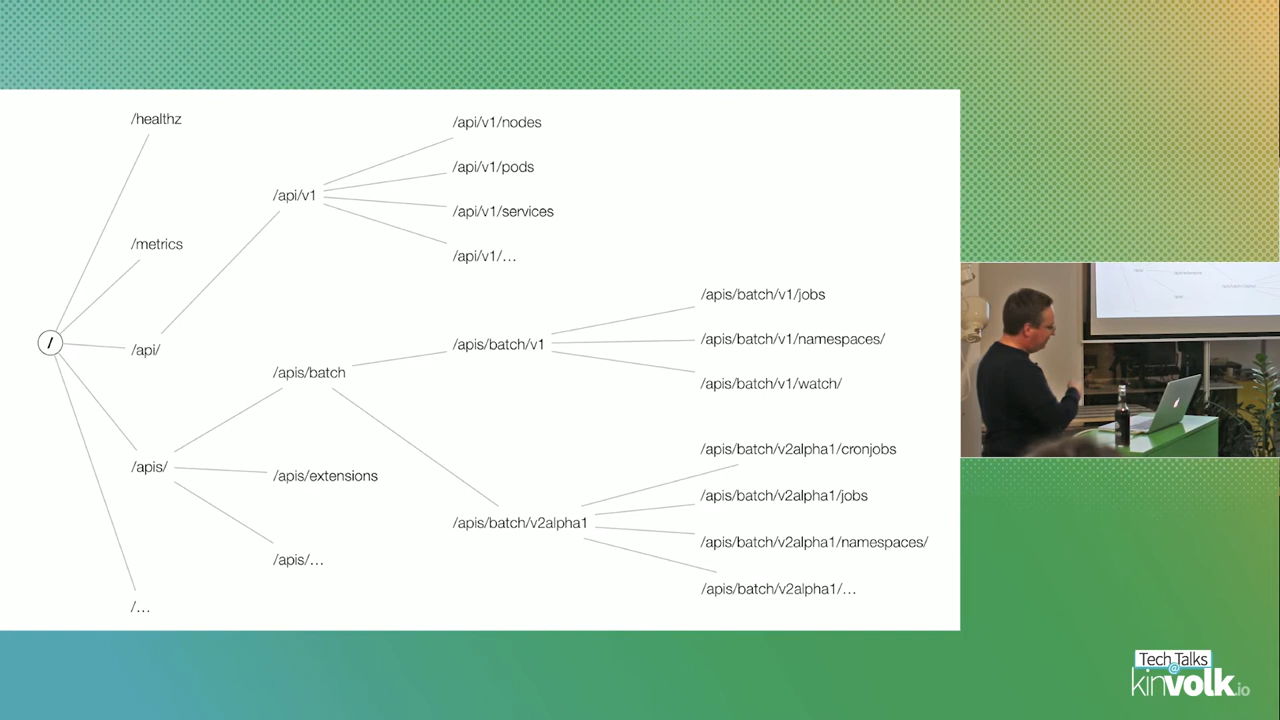 /
/healthz
/metrics
/api/
/apis/
/...
/api/v1
/apis/batch
/apis/extensions
/apis/...
/api/v1/nodes
/api/v1/pods
/api/v1/services
/api/v1/...
/apis/batch/v1
/apis/batch/v2alpha1
/apis/batch/v1/jobs
/apis/batch/v1/namespaces/
/apis/batch/v1/watch/
/apis/batch/v2alpha1/cronjobs
/apis/batch/v2alpha1/jobs
/apis/batch/v2alpha1/namespaces/
/apis/batch/v2alpha1/...
Tech Talks
@
kinvolk.io